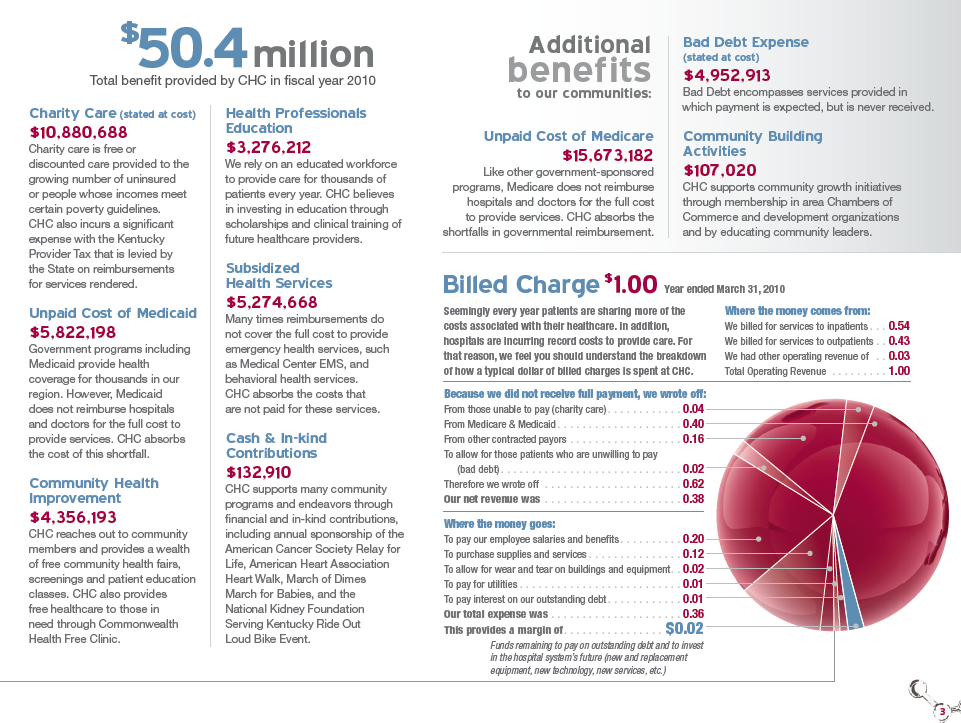 $50.4 million
Total benefit provided by CHC in fiscal year 2010
Charity Care (stated at cost)
$10,880,688
Charity care is free or
discounted care provided to the
growing number of uninsured
or people whose incomes meet
certain poverty guidelines.
CHC also incurs a significant
expense with the Kentucky
Provider Tax that is levied by
the State on reimbursements
for services rendered.
Unpaid Cost of Medicaid
$5,822,198
Government programs including
Medicaid provide health
coverage for thousands in our
region. However, Medicaid
does not reimburse hospitals
and doctors for the full cost to
provide services. CHC absorbs
the cost of this shortfall.
Community Health
Improvement
$4,356,193
CHC reaches out to community
members and provides a wealth
of free community health fairs,
screenings and patient education
classes. CHC also provides
free healthcare to those in
need through Commonwealth
Health Free Clinic.
Health Professionals
Education
$3,276,212
We rely on an educated workforce
to provide care for thousands of
patients every year. CHC believes
in investing in education through
scholarships and clinical training of
future healthcare providers.
Subsidized
Health Services
$5,274,668
Many times reimbursements do
not cover the full cost to provide
emergency health services, such
as Medical Center EMS, and
behavioral health services.
CHC absorbs the costs that
are not paid for these services.
Cash & In-kind
Contributions
$132,910
CHC supports many community
programs and endeavors through
financial and in-kind contributions,
including annual sponsorship of the
American Cancer Society Relay for
Life, American Heart Association
Heart Walk, March of Dimes
March for Babies, and the
National Kidney Foundation
Serving Kentucky Ride Out
Loud Bike Event.
Additional
benefits
to our communities:
Unpaid Cost of Medicare
$15,673,182
Like other government-sponsored
programs, Medicare does not reimburse
hospitals and doctors for the full cost
to provide services. CHC absorbs the
shortfalls in governmental reimbursement.
Bad Debt Expense
(stated at cost)
$4,952,913
Bad Debt encompasses services provided in
which payment is expected, but is never received.
Community Building
Activities
$107,020
CHC supports community growth initiatives
through membership in area Chambers of
Commerce and development organizations
and by educating community leaders.
Billed Charge $1.00 Year ended March 31, 2010
Seemingly every year patients are sharing more of the
costs associated with their healthcare. In addition,
hospitals are incurring record costs to provide care. For
that reason, we feel you should understand the breakdown
of how a typical dollar of billed charges is spent at CHC.
Where the money comes from:
We billed for services to inpatients . . . 0.54
We billed for services to outpatients . . 0.43
We had other operating revenue of . . 0.03
Total Operating Revenue . . . . . . . . . 1.00
Because we did not receive full payment, we wrote off:
From those unable to pay (charity care) . . . . . . . . . . . . 0.04
From Medicare & Medicaid . . . . . . . . . . . . . . . . . . . . 0.40
From other contracted payors . . . . . . . . . . . . . . . . . . 0.16
To allow for those patients who are unwilling to pay
(bad debt) . . . . . . . . . . . . . . . . . . . . . . . . . . . . . 0.02
Therefore we wrote off . . . . . . . . . . . . . . . . . . . . . . 0.62
Our net revenue was . . . . . . . . . . . . . . . . . . . . . . 0.38
Where the money goes:
To pay our employee salaries and benefits . . . . . . . . . . 0.20
To purchase supplies and services . . . . . . . . . . . . . . . 0.12
To allow for wear and tear on buildings and equipment . . 0.02
To pay for utilities . . . . . . . . . . . . . . . . . . . . . . . . . . 0.01
To pay interest on our outstanding debt . . . . . . . . . . . . 0.01
Our total expense was . . . . . . . . . . . . . . . . . . . . . 0.36
This provides a margin of . . . . . . . . . . . . . . . . $0.02
Funds remaining to pay on outstanding debt and to invest
in the hospital system's future (new and replacement
equipment, new technology, new services, etc.)
3